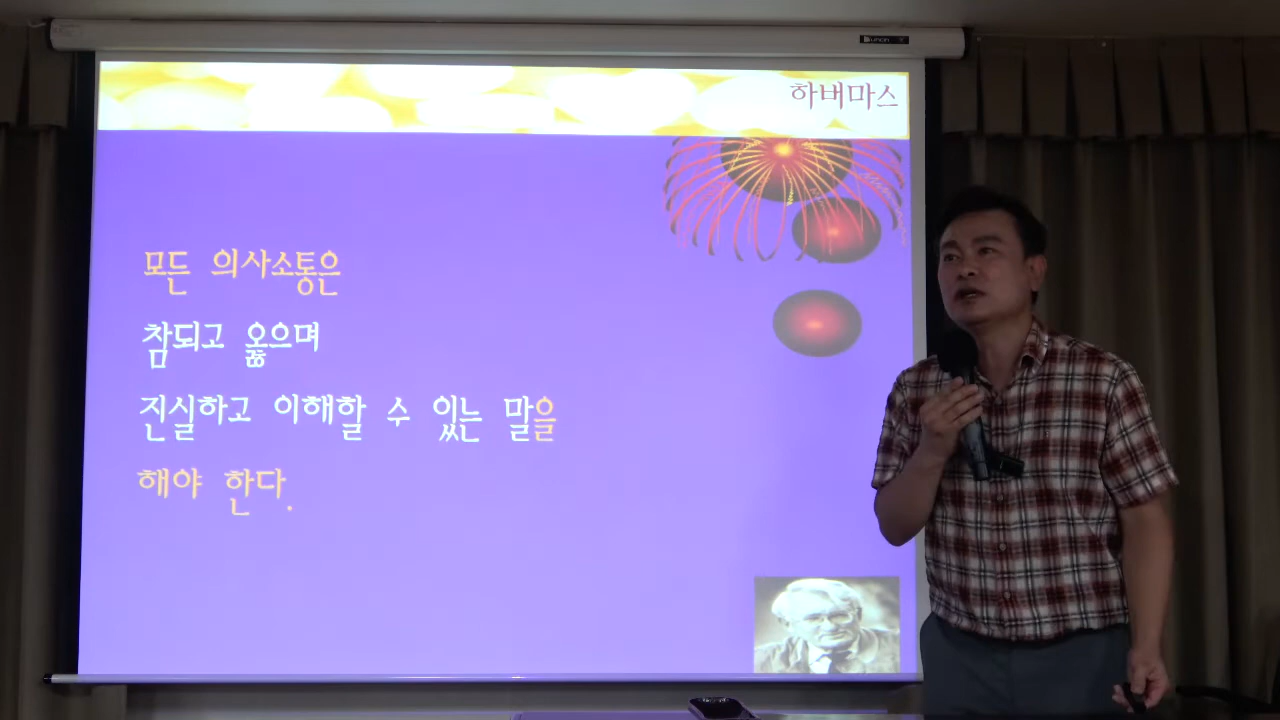 하버마스
모든 의사소통은
참되고 옳으며
진실하고 이해할 수 있는 말을
해야 한다.